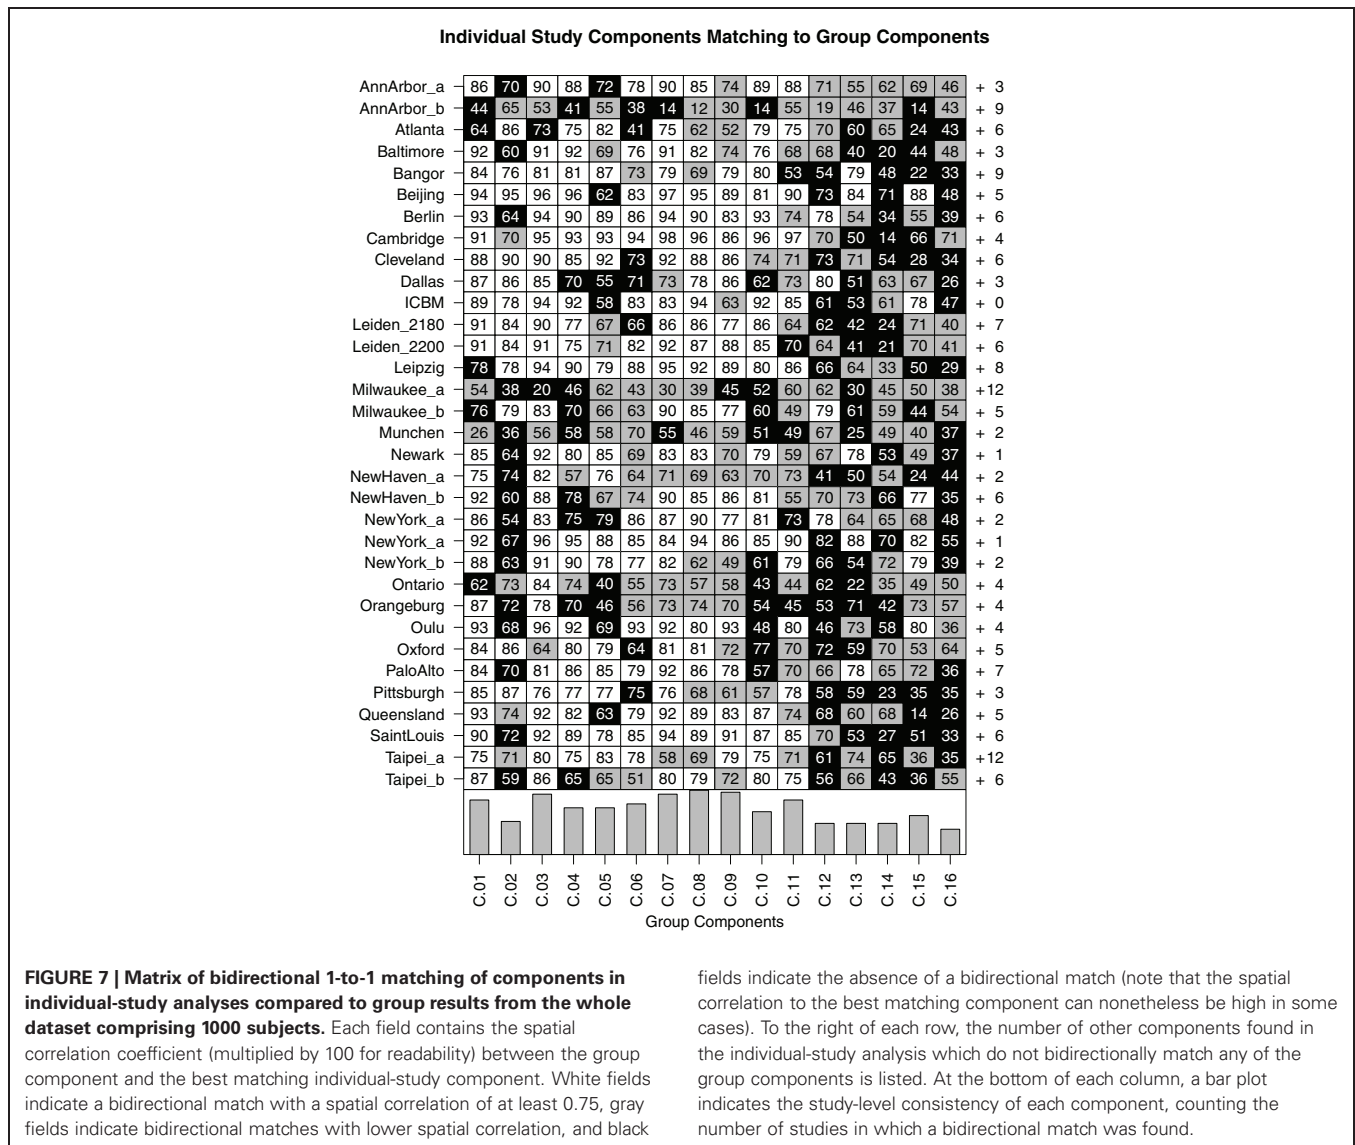 Individual Study Components Matching to Group Components
AnnArbor_a 86 70 90 88 72 78 90 85 74 89 88 71 55 62 69 46 + 3
AnnArbor_b 44 65 53 41 55 38 14 12 30 14 55 19 46 37 14 43 + 9
Atlanta 64 86 73 75 82 41 75 62 52 79 75 70 60 65 24 43 + 6
Baltimore 92 60 91 92 69 76 91 82 74 76 68 68 40 20 44 48 + 3
Bangor 84 76 81 81 87 73 79 69 79 80 53 54 79 48 22 33 + 9
Beijing 94 95 96 96 62 83 97 95 89 81 90 73 84 71 88 48 + 5
Berlin 93 64 94 90 89 86 94 90 83 93 74 78 54 34 55 39 + 6
Cambridge 91 70 95 93 93 94 98 96 86 96 97 70 50 14 66 71 + 4
Cleveland 88 90 90 85 92 73 92 88 86 74 71 73 71 54 28 34 + 6
Dallas 87 86 85 70 55 71 73 78 86 62 73 80 51 63 67 26 + 3
ICBM 89 78 94 92 58 83 83 94 63 92 85 61 53 61 78 47 + 0
Leiden_2180 91 84 90 77 67 66 86 86 77 86 64 62 42 24 71 40 + 7
Leiden_2200 91 84 91 75 71 82 92 87 88 85 70 64 41 21 70 41 + 6
Leipzig 78 78 94 90 79 88 95 92 89 80 86 66 64 33 50 29 + 8
Milwaukee_a 54 38 20 46 62 43 30 39 45 52 60 62 30 45 50 38 +12
Milwaukee_b 76 79 83 70 66 63 90 85 77 60 49 79 61 59 44 54 + 5
Munchen 26 36 56 58 58 70 55 46 59 51 49 67 25 49 40 37 + 2
Newark 85 64 92 80 85 69 83 83 70 79 59 67 78 53 49 37 + 1
NewHaven_a 75 74 82 57 76 64 71 69 63 70 73 41 50 54 24 44 + 2
NewHaven_b 92 60 88 78 67 74 90 85 86 81 55 70 73 66 77 35 + 6
NewYork_a 86 54 83 75 79 86 87 90 77 81 73 78 64 65 68 48 + 2
NewYork_a 92 67 96 95 88 85 84 94 86 85 90 82 88 70 82 55 + 1
NewYork_b 88 63 91 90 78 77 82 62 49 61 79 66 54 72 79 39 + 2
Ontario 62 73 84 74 40 55 73 57 58 43 44 62 22 35 49 50 + 4
Orangeburg 87 72 78 70 46 56 73 74 70 54 45 53 71 42 73 57 + 4
Oulu 93 68 96 92 69 93 92 80 93 48 80 46 73 58 80 36 + 4
Oxford 84 86 64 80 79 64 81 81 72 77 70 72 59 70 53 64 + 5
PaloAlto 84 70 81 86 85 79 92 86 78 57 70 66 78 65 72 36 + 7
Pittsburgh 85 87 76 77 77 75 76 68 61 57 78 58 59 23 35 35 + 3
Queensland 93 74 92 82 63 79 92 89 83 87 74 68 60 68 14 26 + 5
SaintLouis 90 72 92 89 78 85 94 89 91 87 85 70 53 27 51 33 + 6
Taipei_a 75 71 80 75 83 78 58 69 79 75 71 61 74 65 36 35 +12
Taipei_b 87 59 86 65 65 51 80 79 72 80 75 56 66 43 36 55 + 6
C.01 C.02 C.03 C.04 C.05 C.06 C.07 C.08 C.09 C.10 C.11 C.12 C.13 C.14 C.15 C.16
Group Components
FIGURE 7 | Matrix of bidirectional 1-to-1 matching of components in
individual-study analyses compared to group results from the whole
dataset comprising 1000 subjects. Each field contains the spatial
correlation coefficient (multiplied by 100 for readability) between the group
component and the best matching individual-study component. White fields
indicate a bidirectional match with a spatial correlation of at least 0.75, gray
fields indicate bidirectional matches with lower spatial correlation, and black
fields indicate the absence of a bidirectional match (note that the spatial
correlation to the best matching component can nonetheless be high in some
cases). To the right of each row, the number of other components found in
the individual-study analysis which do not bidirectionally match any of the
group components is listed. At the bottom of each column, a bar plot
indicates the study-level consistency of each component, counting the
number of studies in which a bidirectional match was found.